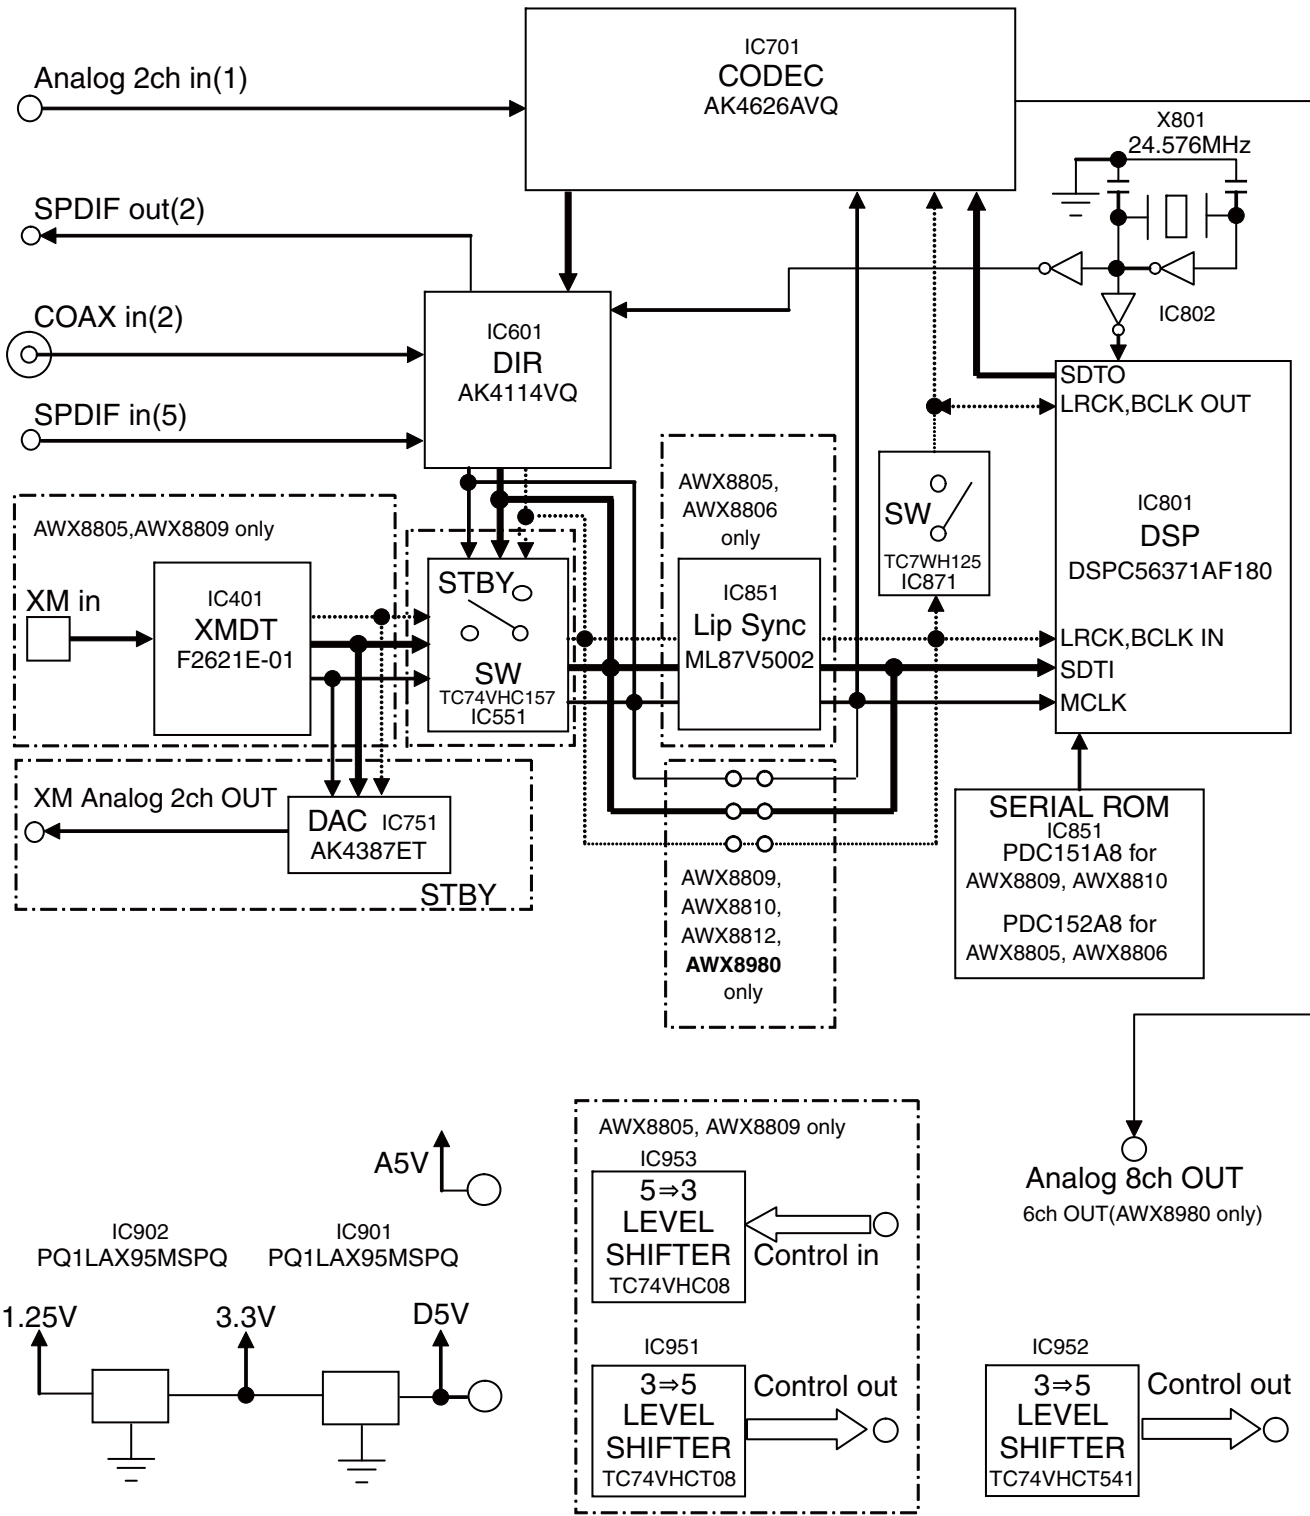 IC701
CODEC
AK4626AVQ
Analog 2ch in(1)
X801
24.576MHz
SPDIF out(2)
COAX in(2)
IC601
DIR
AK4114VQ
IC802
SPDIF in(5)
SDTO
LRCK,BCLK OUT
AWX8805,
AWX8806
only
SW
TC7WH125
IC871
IC801
DSP
DSPC56371AF180
AWX8805,AWX8809 only
XM in
IC401
XMDT
F2621E-01
STBY
SW
TC74VHC157
IC551
IC851
Lip Sync
ML87V5002
LRCK,BCLK IN
SDTI
MCLK
XM Analog 2ch OUT
DAC IC751
AK4387ET
STBY
AWX8809,
AWX8810,
AWX8812,
AWX8980
only
SERIAL ROM
IC851
PDC151A8 for
AWX8809, AWX8810
PDC152A8 for
AWX8805, AWX8806
AWX8805, AWX8809 only
IC953
5⇒3
LEVEL
SHIFTER
TC74VHC08
Control in
Analog 8ch OUT
6ch OUT(AWX8980 only)
A5V
IC902
PQ1LAX95MSPQ
IC901
PQ1LAX95MSPQ
1.25V
3.3V
D5V
IC951
3⇒5
LEVEL
SHIFTER
TC74VHCT08
Control out
IC952
3⇒5
LEVEL
SHIFTER
TC74VHCT541
Control out